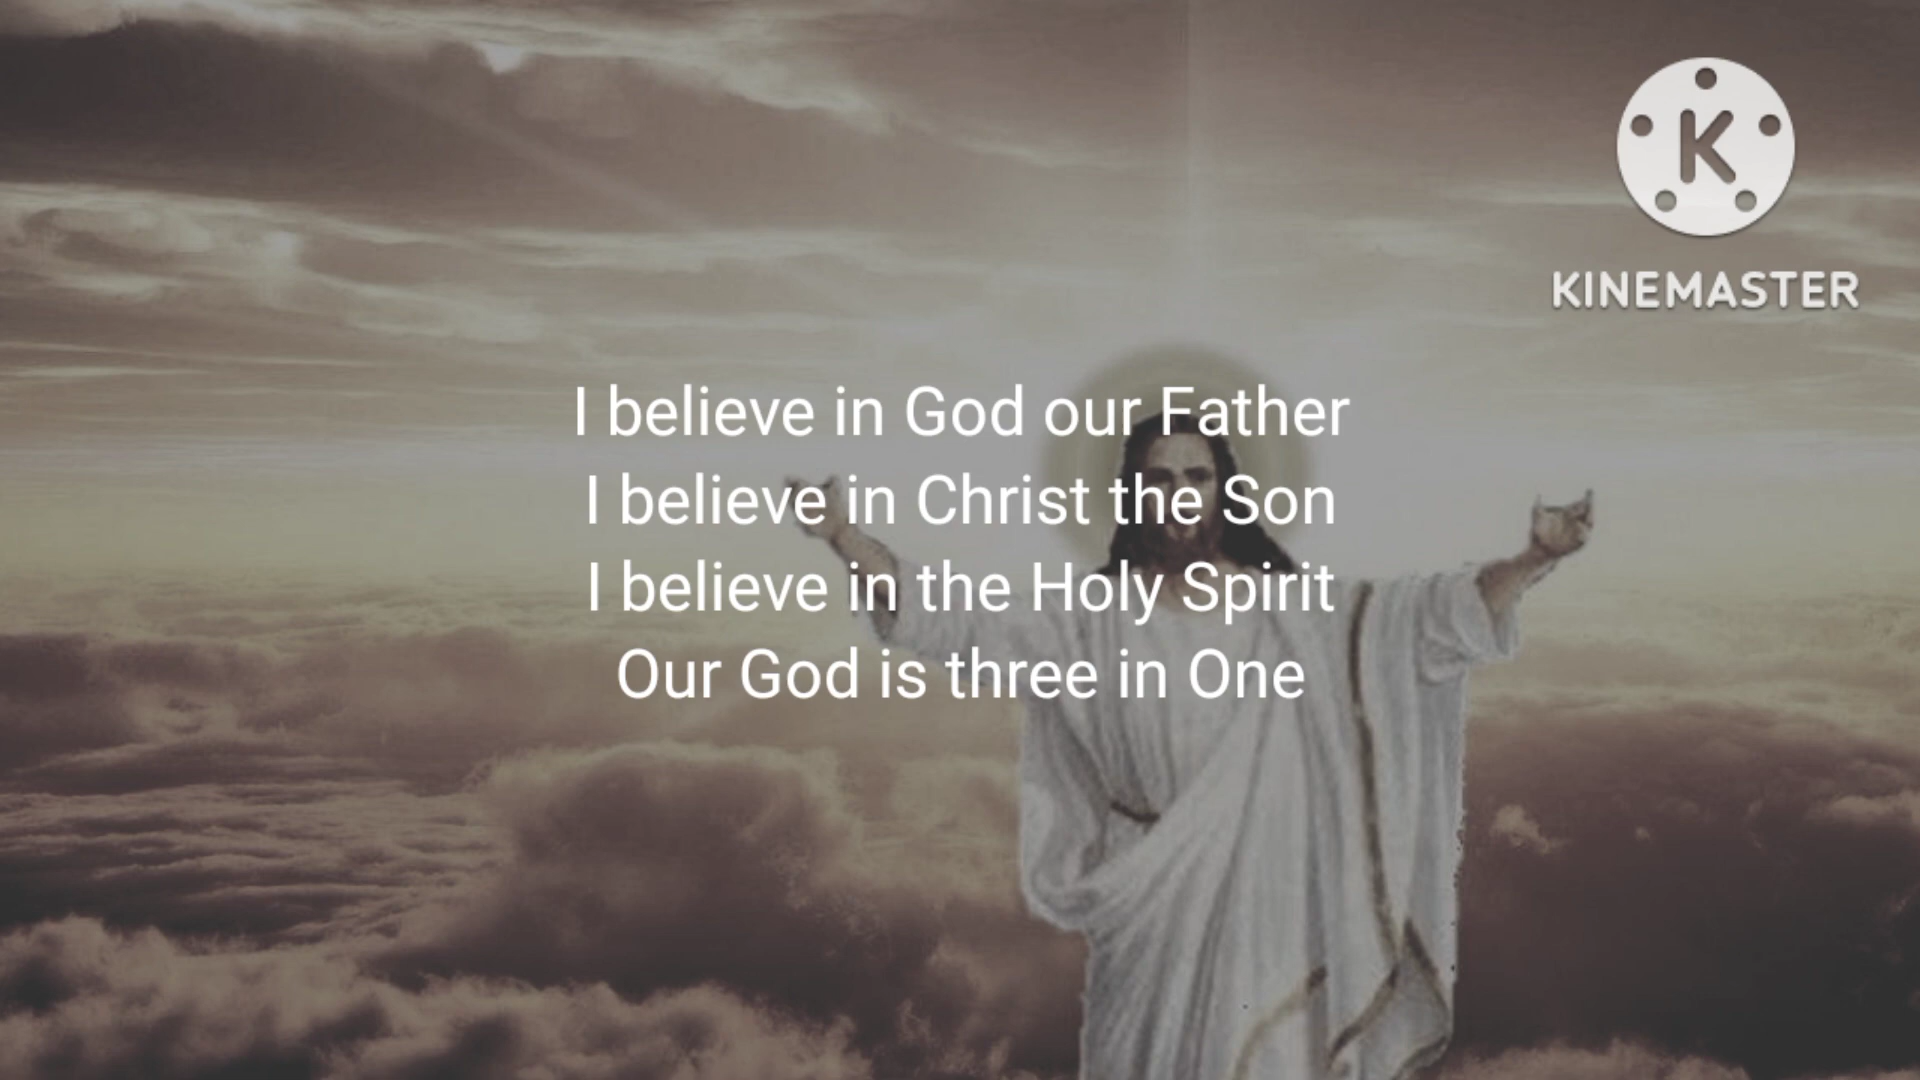 K
KINEMASTER
I believe in God our Father
I believe in Christ the Son
I believe in the Holy Spirit
Our God is three in One